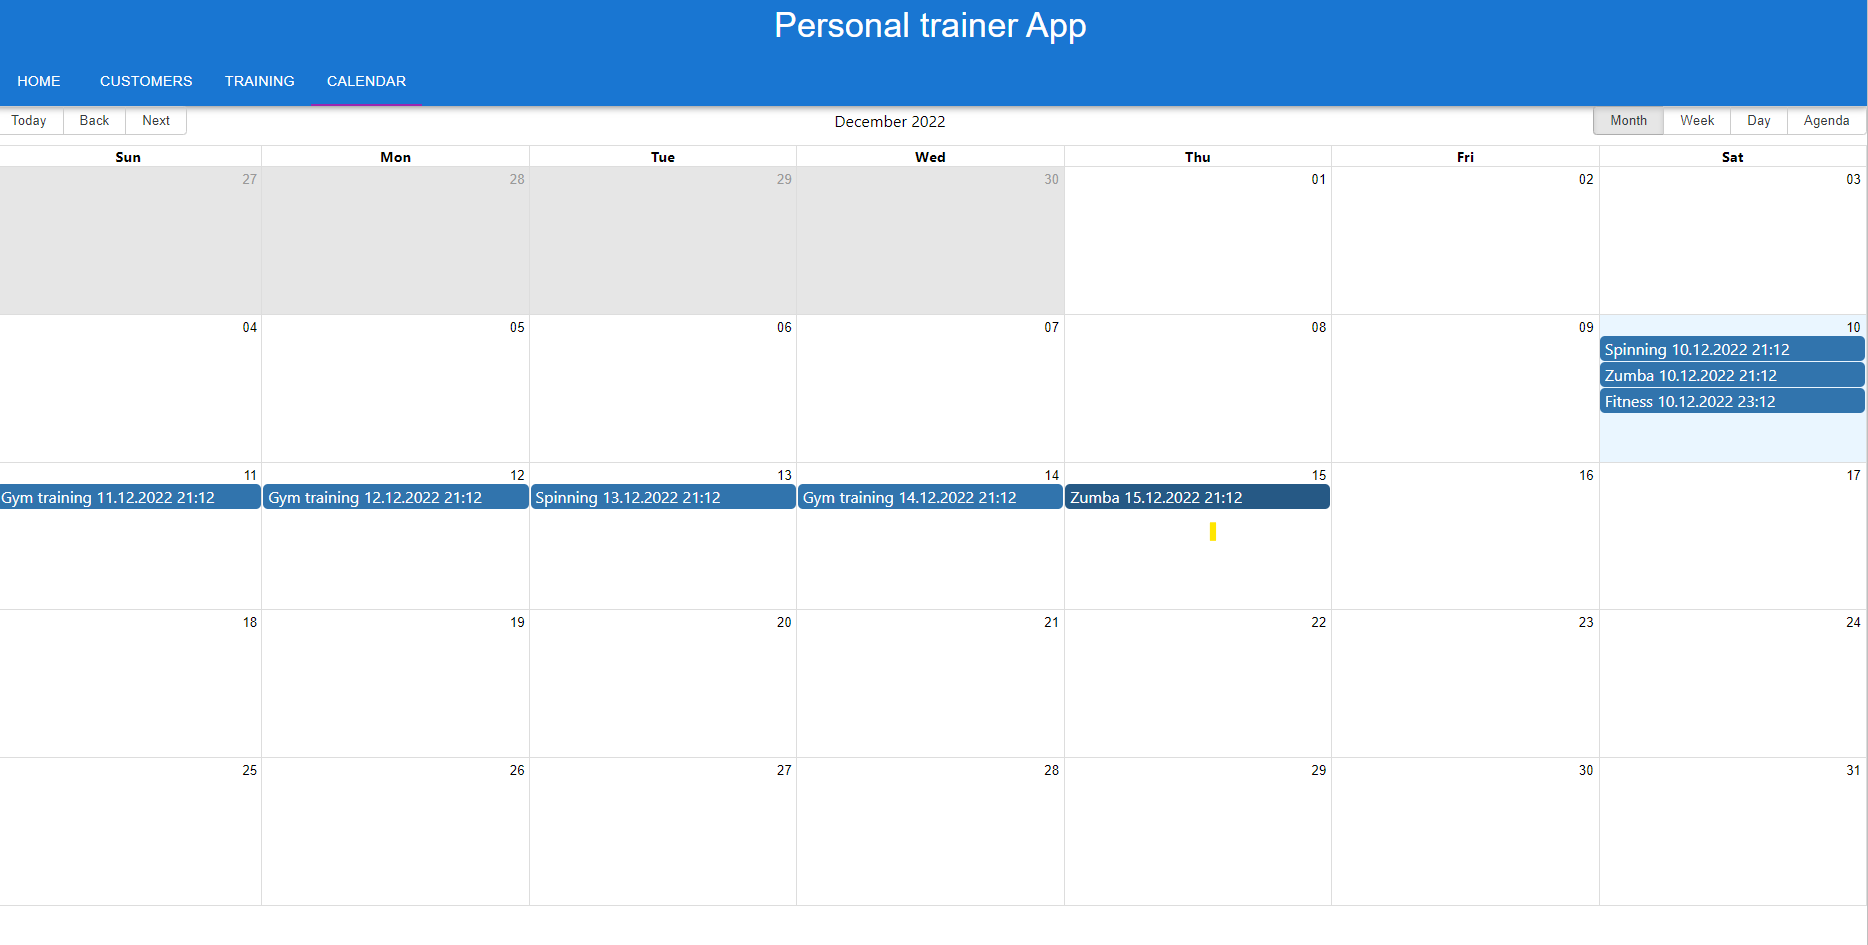 Personal trainer App
HOME CUSTOMERS TRAINING CALENDAR
Today Back Next December 2022 Month Week Day Agenda
Sun Mon Tue Wed Thu Fri Sat
27 28 29 30 01 02 03
04 05 06 07 08 09 10
Spinning 10.12.2022 21:12
Zumba 10.12.2022 21:12
Fitness 10.12.2022 23:12
11 12 13 14 15 16 17
Gym training 11.12.2022 21:12 Gym training 12.12.2022 21:12 Spinning 13.12.2022 21:12 Gym training 14.12.2022 21:12 Zumba 15.12.2022 21:12
18 19 20 21 22 23 24
25 26 27 28 29 30 31